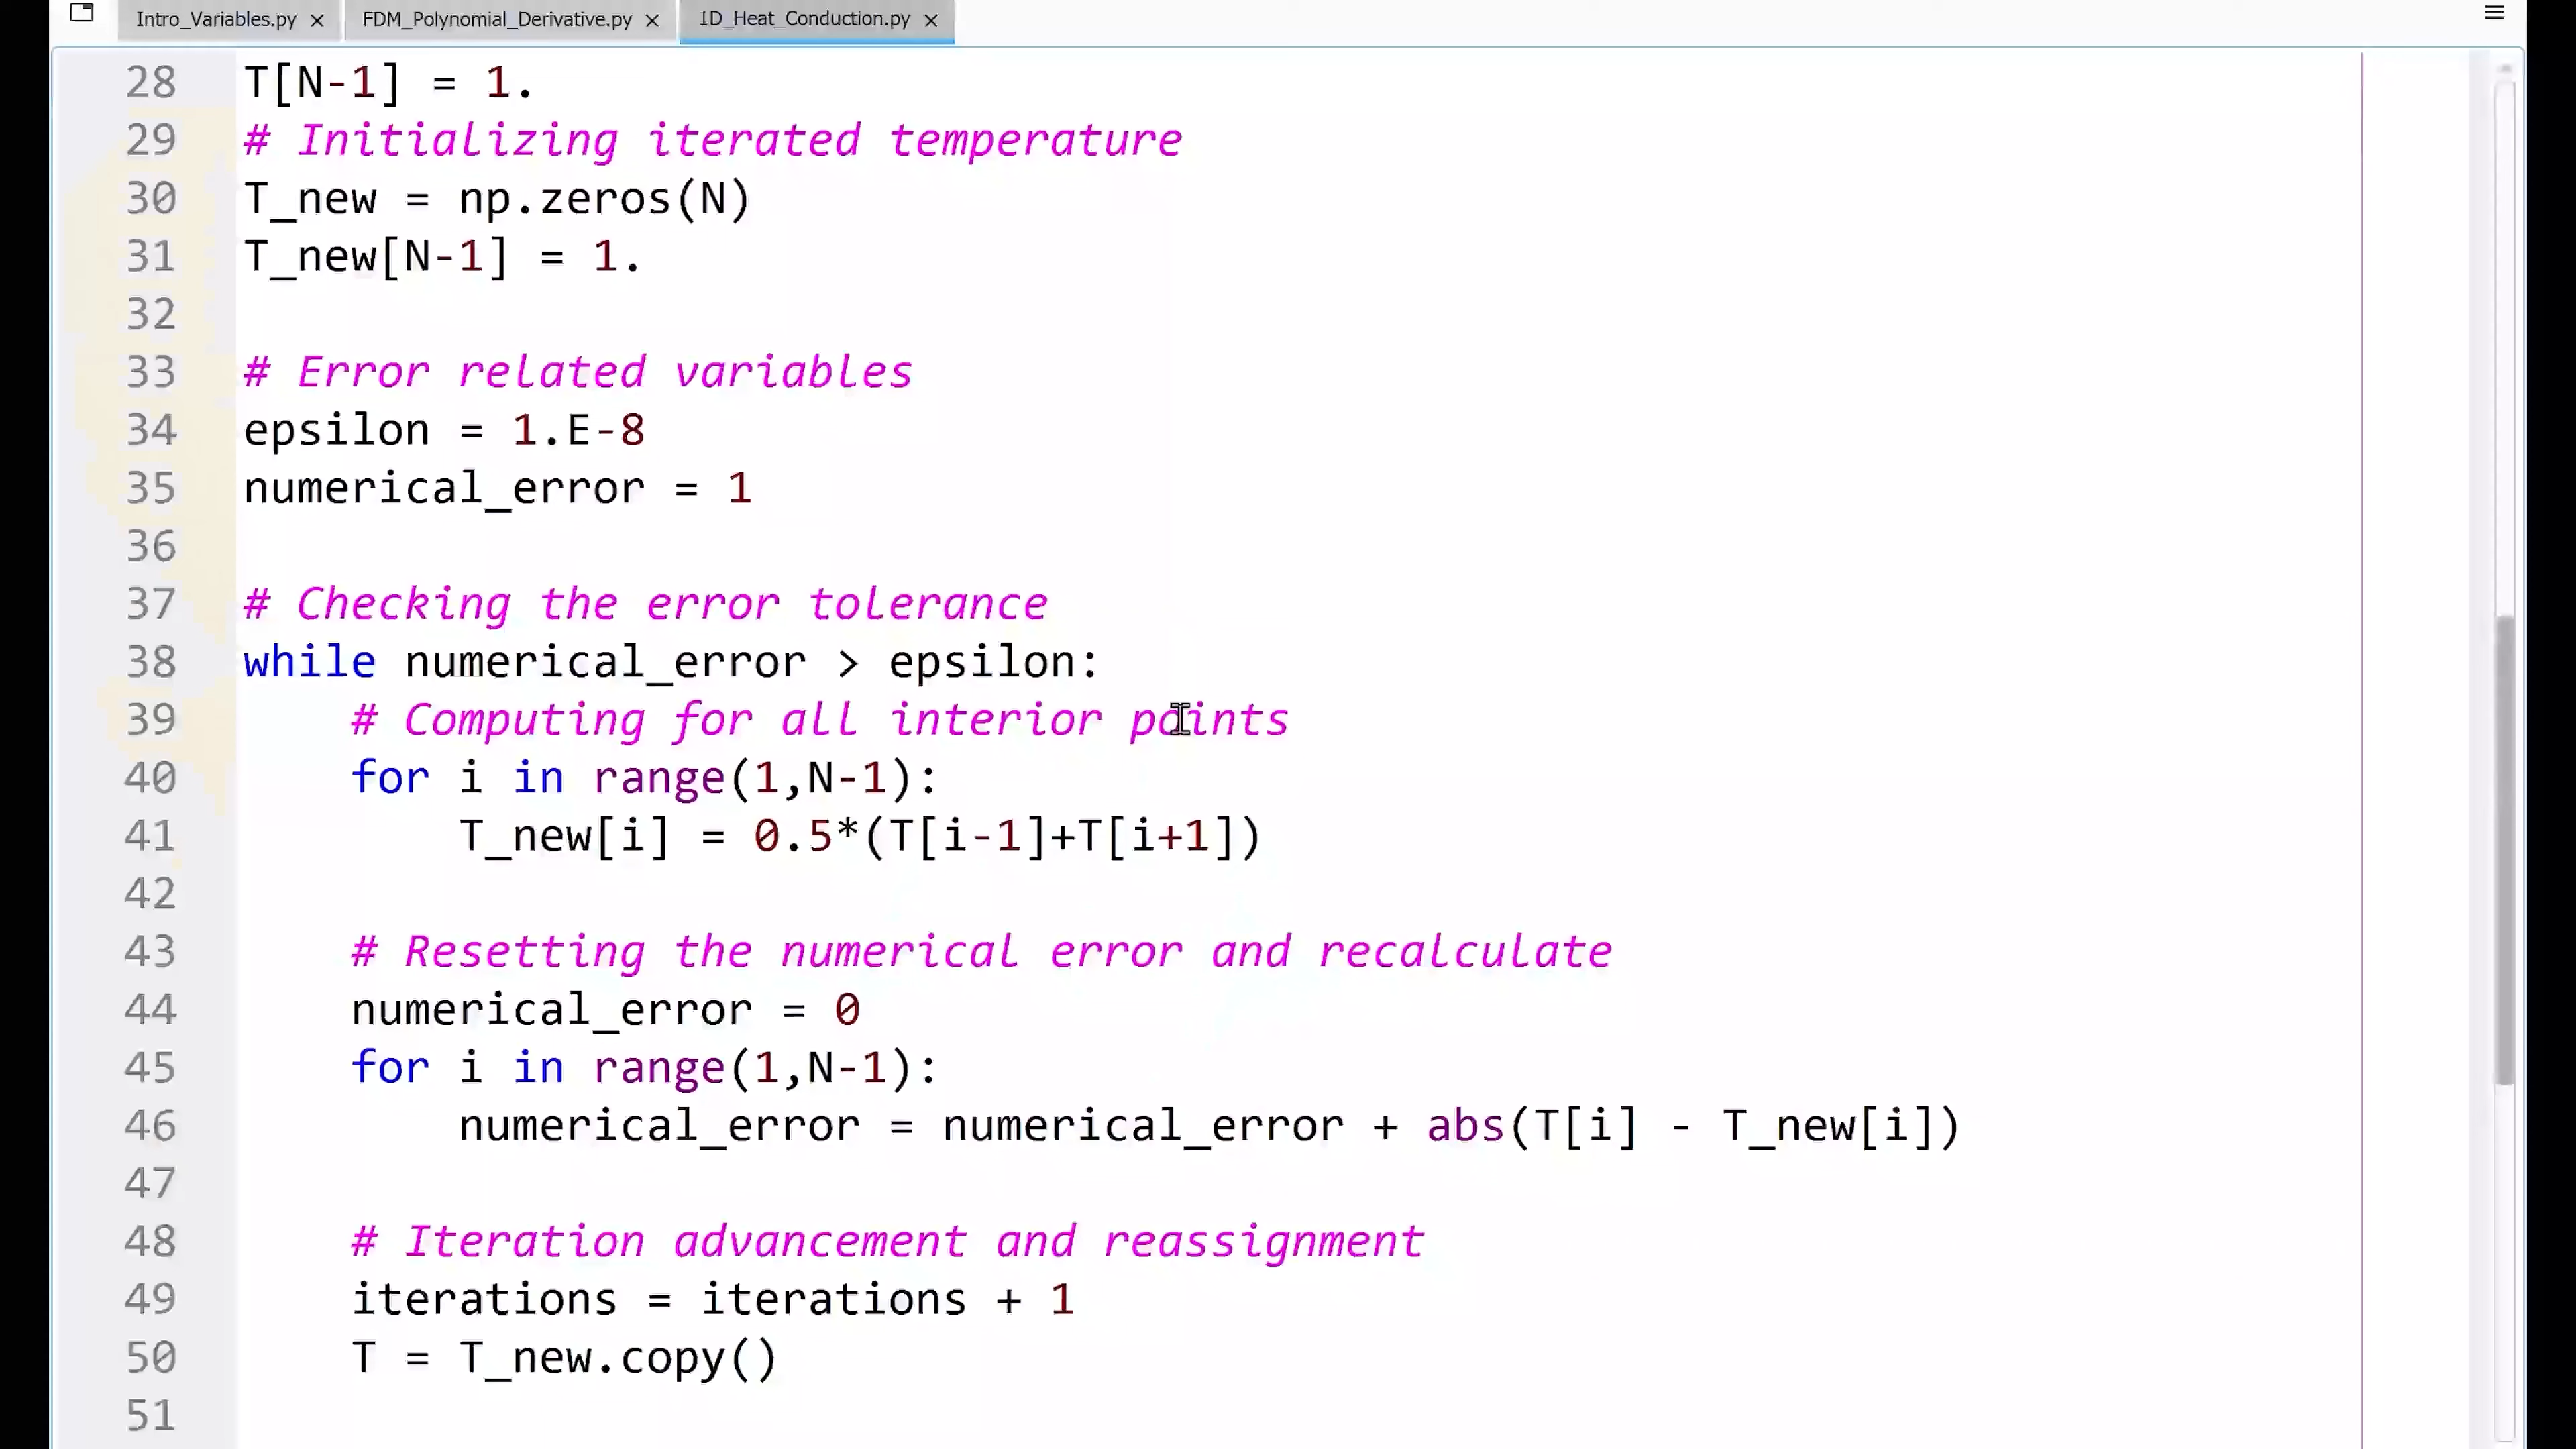 Intro_Variables.py × FDM_Polynomial_Derivative.py × 1D_Heat_Conduction.py ×
28 T[N-1] = 1.
29 # Initializing iterated temperature
30 T_new = np.zeros(N)
31 T_new[N-1] = 1.
32
33 # Error related variables
34 epsilon = 1.E-8
35 numerical_error = 1
36
37 # Checking the error tolerance
38 while numerical_error > epsilon:
39     # Computing for all interior points
40     for i in range(1,N-1):
41         T_new[i] = 0.5*(T[i-1]+T[i+1])
42
43     # Resetting the numerical error and recalculate
44     numerical_error = 0
45     for i in range(1,N-1):
46         numerical_error = numerical_error + abs(T[i] - T_new[i])
47
48     # Iteration advancement and reassignment
49     iterations = iterations + 1
50     T = T_new.copy()
51